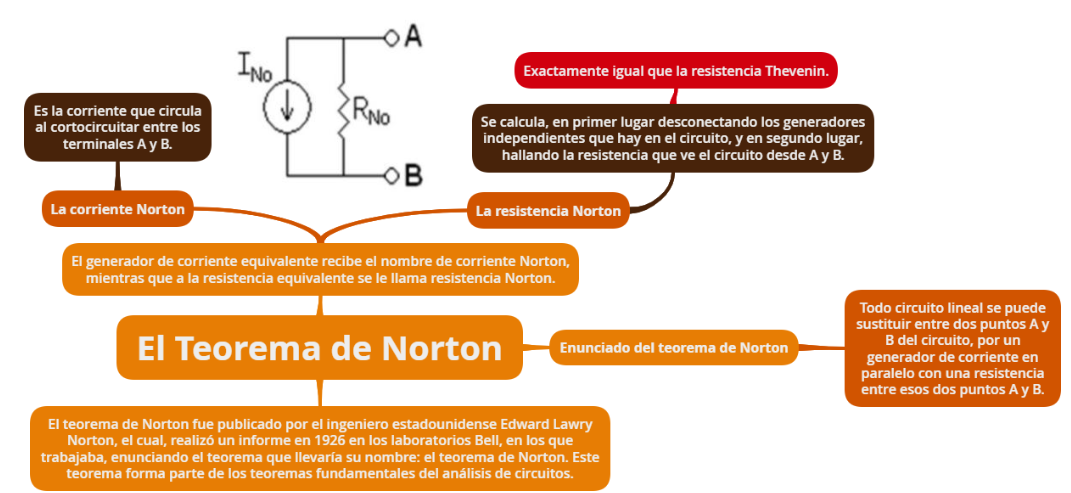 A
I_No
R_No
B
Exactamente igual que la resistencia Thevenin.
Es la corriente que circula
al cortocircuitar entre los
terminales A y B.
Se calcula, en primer lugar desconectando los generadores
independientes que hay en el circuito, y en segundo lugar,
hallando la resistencia que ve el circuito desde A y B.
La corriente Norton
La resistencia Norton
El generador de corriente equivalente recibe el nombre de corriente Norton,
mientras que a la resistencia equivalente se le llama resistencia Norton.
El Teorema de Norton
Enunciado del teorema de Norton
Todo circuito lineal se puede
sustituir entre dos puntos A y
B del circuito, por un
generador de corriente en
paralelo con una resistencia
entre esos dos puntos A y B.
El teorema de Norton fue publicado por el ingeniero estadounidense Edward Lawry
Norton, el cual, realizó un informe en 1926 en los laboratorios Bell, en los que
trabajaba, enunciando el teorema que llevaría su nombre: el teorema de Norton. Este
teorema forma parte de los teoremas fundamentales del análisis de circuitos.